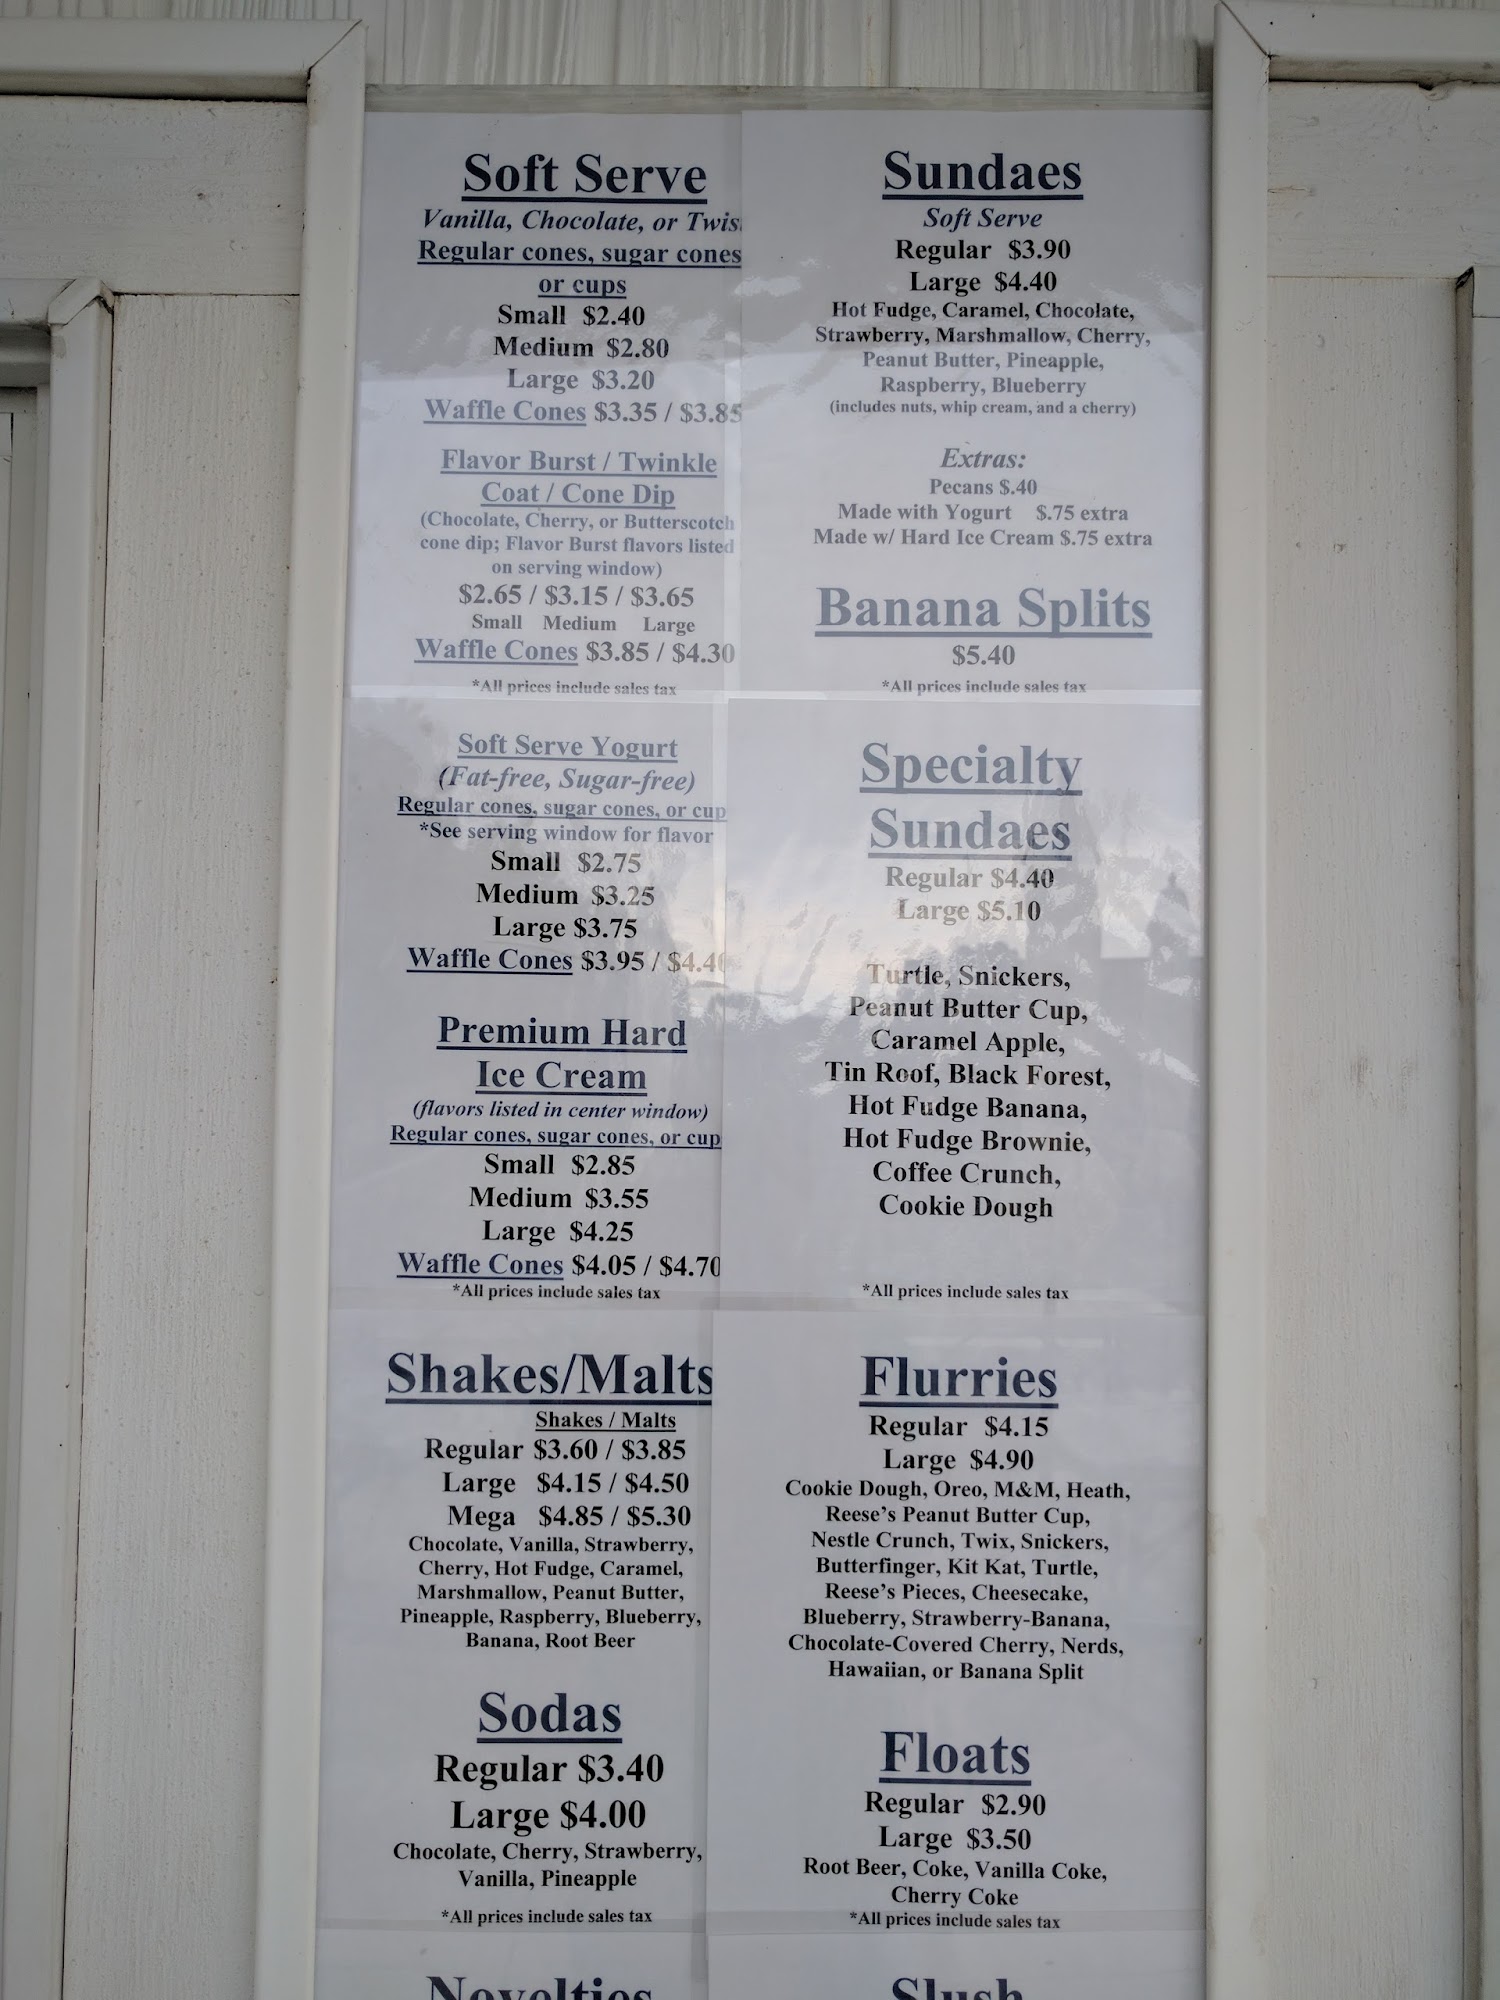 Soft Serve
Vanilla, Chocolate, or Twis
Regular cones, sugar cones
or cups
Small $2.40
Medium $2.80
Large $3.20
Waffle Cones $3.35 / $3.85
Flavor Burst / Twinkle
Coat / Cone Dip
(Chocolate, Cherry, or Butterscotch
cone dip; Flavor Burst flavors listed
on serving window)
$2.65 / $3.15 / $3.65
Small Medium Large
Waffle Cones $3.85 / $4.30
*All prices include sales tax
Sundaes
Soft Serve
Regular $3.90
Large $4.40
Hot Fudge, Caramel, Chocolate,
Strawberry, Marshmallow, Cherry,
Peanut Butter, Pineapple,
Raspberry, Blueberry
(includes nuts, whip cream, and a cherry)
Extras:
Pecans $.40
Made with Yogurt $.75 extra
Made w/ Hard Ice Cream $.75 extra
Banana Splits
$5.40
*All prices include sales tax
Soft Serve Yogurt
(Fat-free, Sugar-free)
Regular cones, sugar cones, or cup
*See serving window for flavor
Small $2.75
Medium $3.25
Large $3.75
Waffle Cones $3.95 / $4.40
Premium Hard
Ice Cream
(flavors listed in center window)
Regular cones, sugar cones, or cup
Small $2.85
Medium $3.55
Large $4.25
Waffle Cones $4.05 / $4.70
*All prices include sales tax
Specialty
Sundaes
Regular $4.40
Large $5.10
Turtle, Snickers,
Peanut Butter Cup,
Caramel Apple,
Tin Roof, Black Forest,
Hot Fudge Banana,
Hot Fudge Brownie,
Coffee Crunch,
Cookie Dough
*All prices include sales tax
Shakes/Malts
Shakes / Malts
Regular $3.60 / $3.85
Large $4.15 / $4.50
Mega $4.85 / $5.30
Chocolate, Vanilla, Strawberry,
Cherry, Hot Fudge, Caramel,
Marshmallow, Peanut Butter,
Pineapple, Raspberry, Blueberry,
Banana, Root Beer
Sodas
Regular $3.40
Large $4.00
Chocolate, Cherry, Strawberry,
Vanilla, Pineapple
*All prices include sales tax
Flurries
Regular $4.15
Large $4.90
Cookie Dough, Oreo, M&M, Heath,
Reese's Peanut Butter Cup,
Nestle Crunch, Twix, Snickers,
Butterfinger, Kit Kat, Turtle,
Reese's Pieces, Cheesecake,
Blueberry, Strawberry-Banana,
Chocolate-Covered Cherry, Nerds,
Hawaiian, or Banana Split
Floats
Regular $2.90
Large $3.50
Root Beer, Coke, Vanilla Coke,
Cherry Coke
*All prices include sales tax
Novelties
Slush